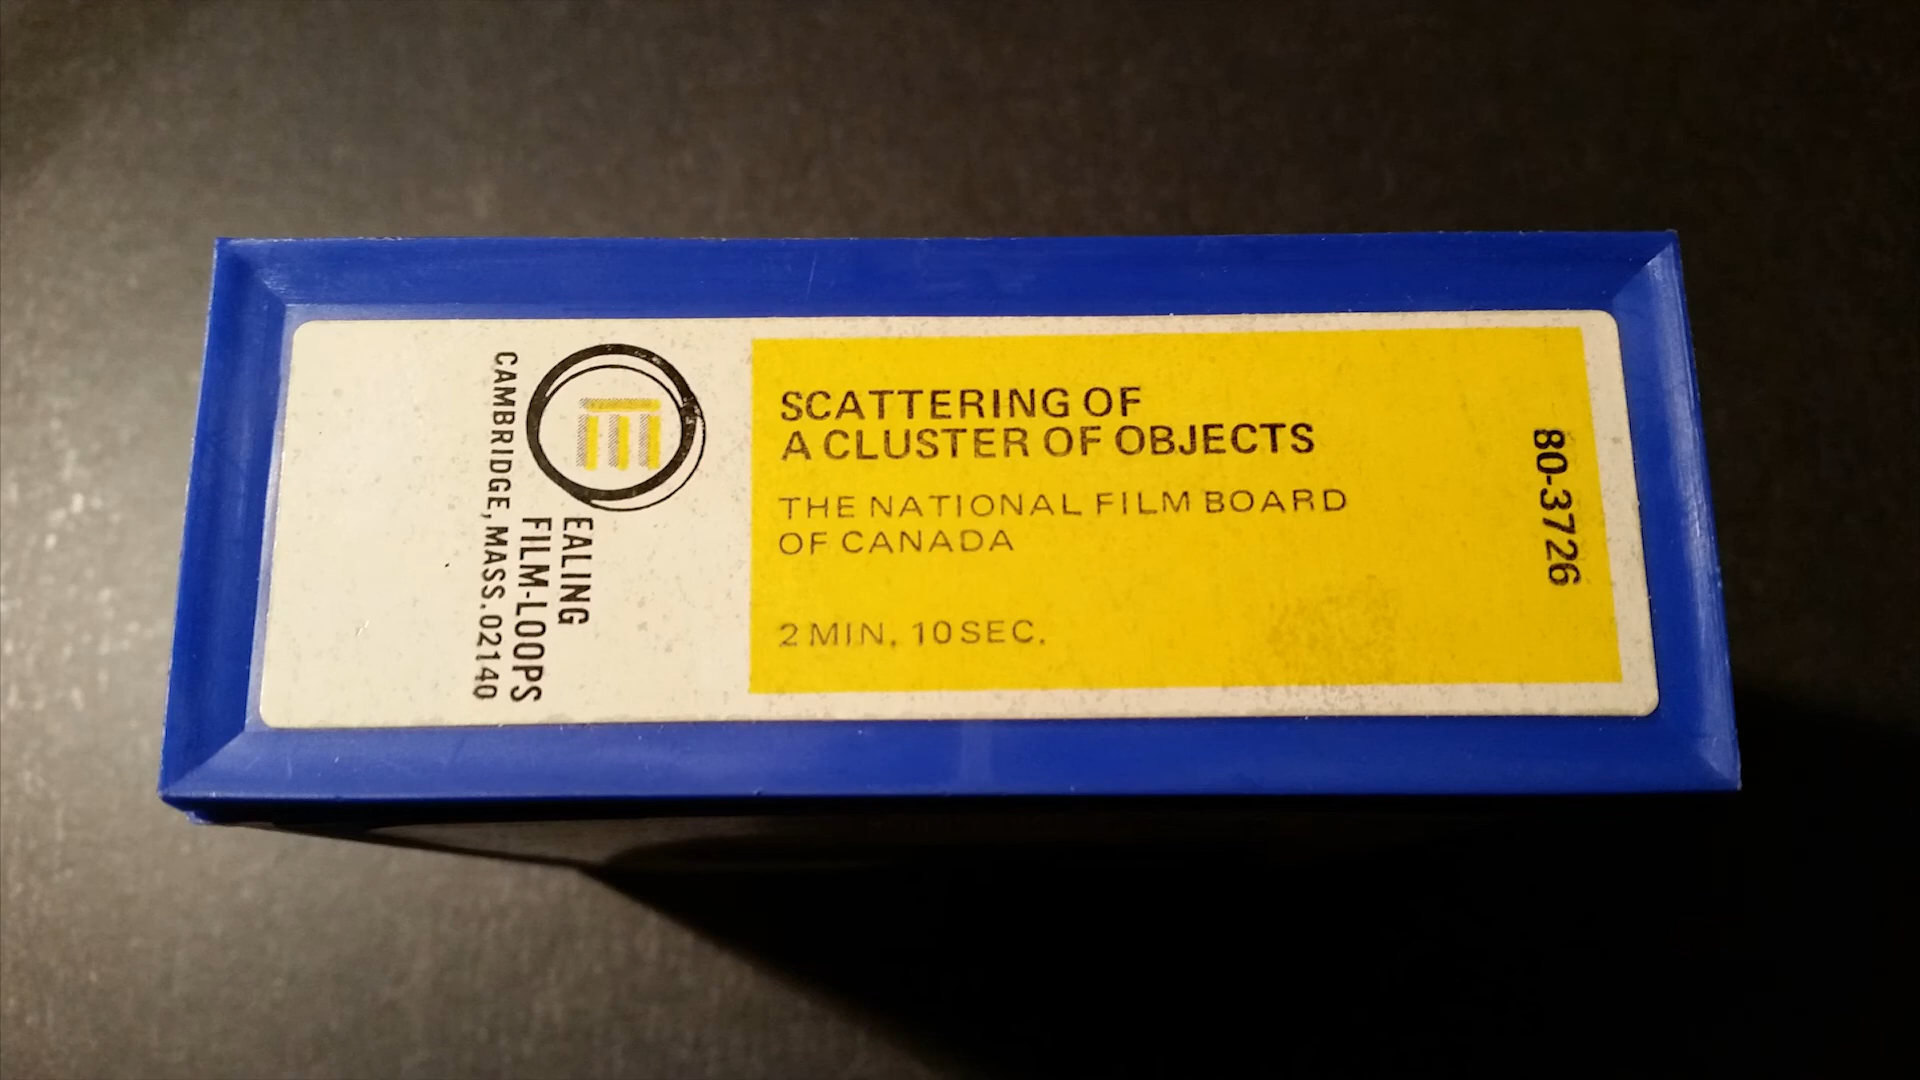 SCATTERING OF
A CLUSTER OF OBJECTS
THE NATIONAL FILM BOARD
OF CANADA
2 MIN. 10 SEC.
80-3726
EALING
FILM-LOOPS
CAMBRIDGE, MASS. 02140